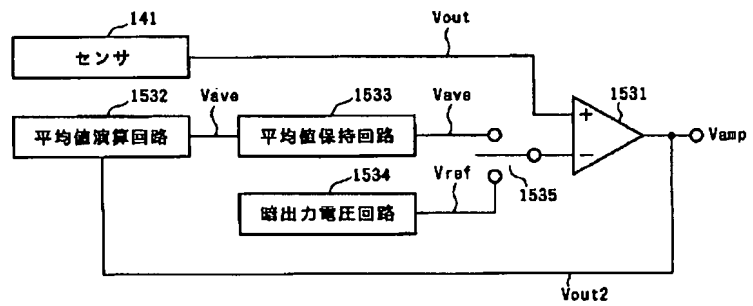 141
センサ
Vout
1532
平均値演算回路
Vave
1533
平均値保持回路
Vave
1531
+
−
Vamp
1534
暗出力電圧回路
Vref
1535
Vout2